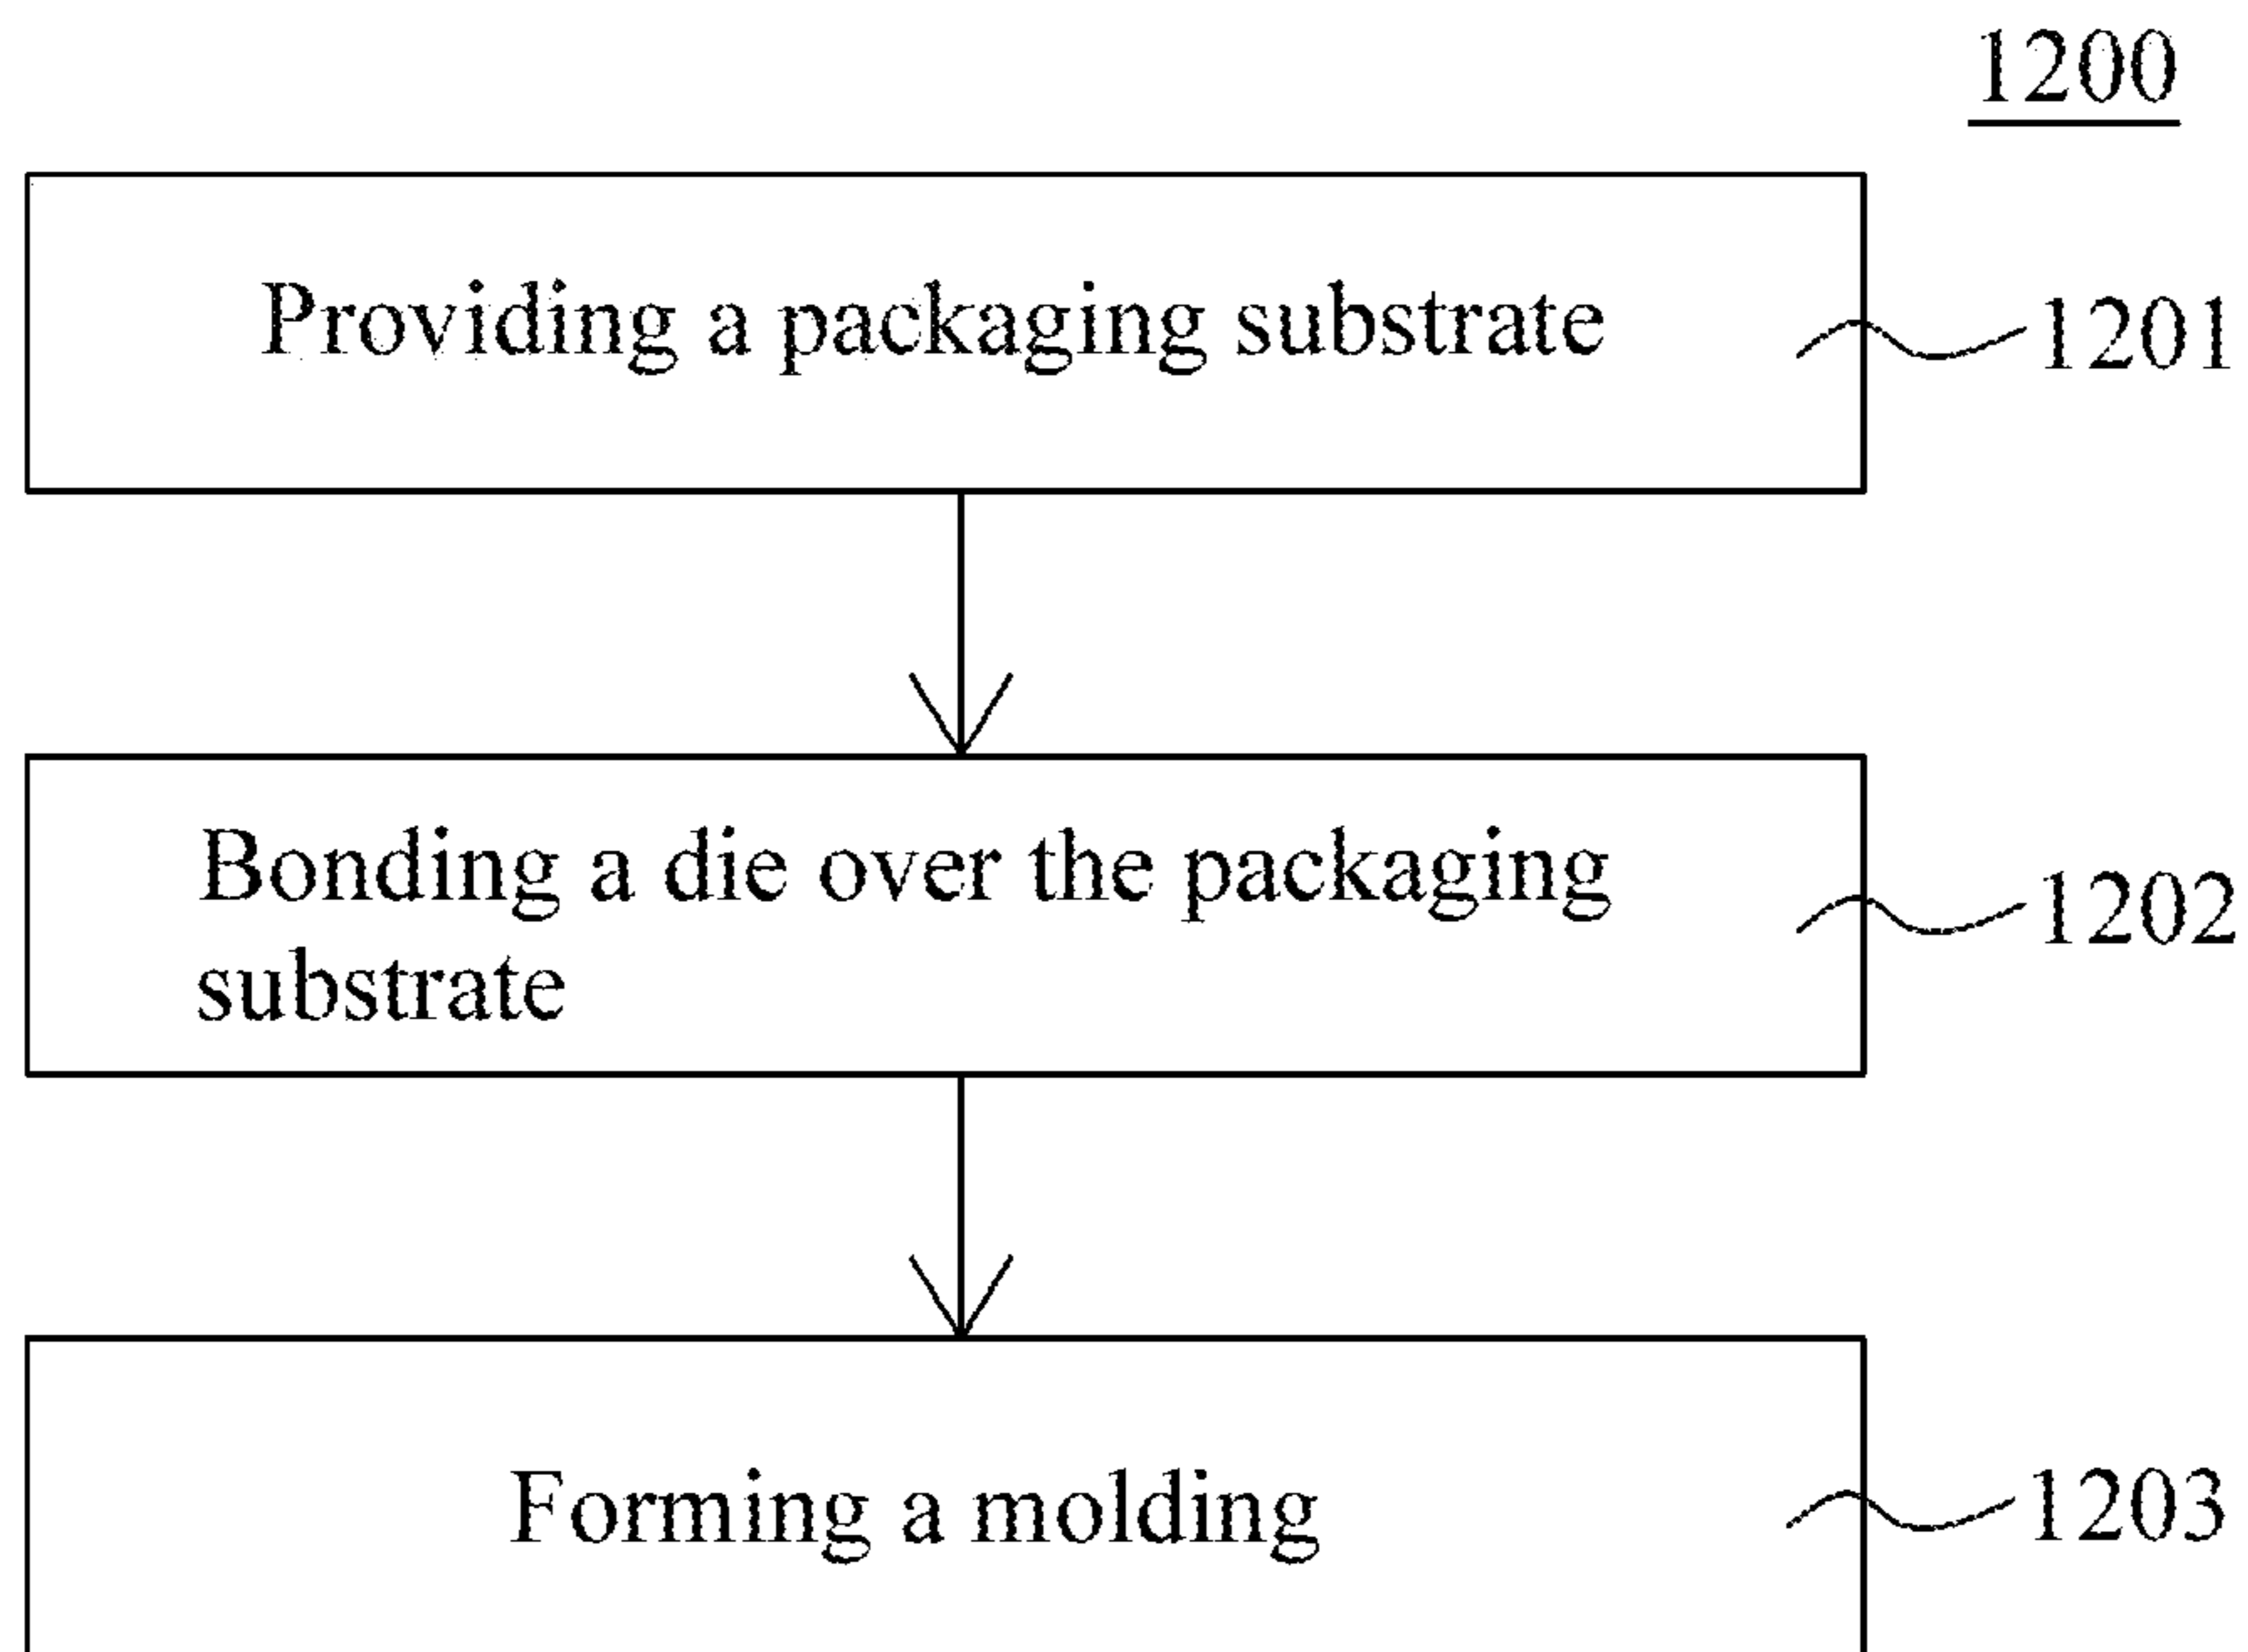 1200
Providing a packaging substrate
1201
Bonding a die over the packaging
substrate
1202
Forming a molding
1203